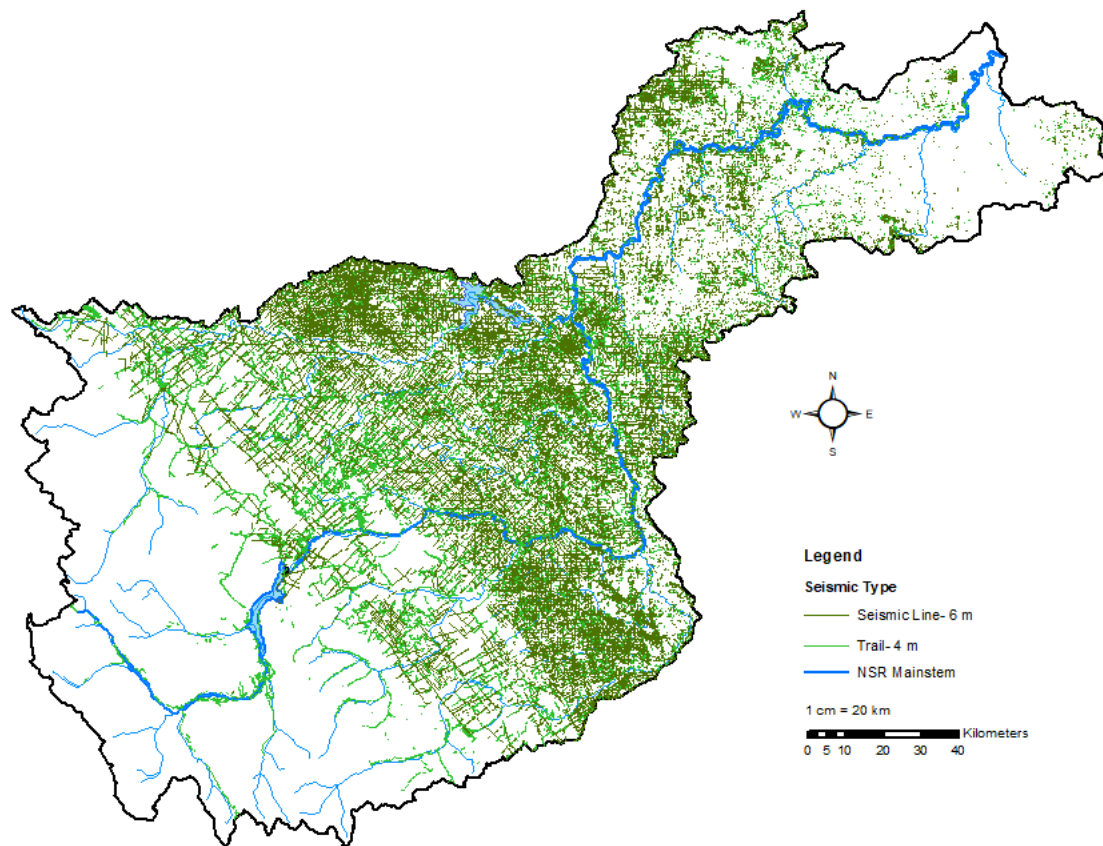 N
W E
S
Legend
Seismic Type
Seismic Line- 6 m
Trail- 4 m
NSR Mainstem
1 cm = 20 km
Kilometers
0 5 10 20 30 40